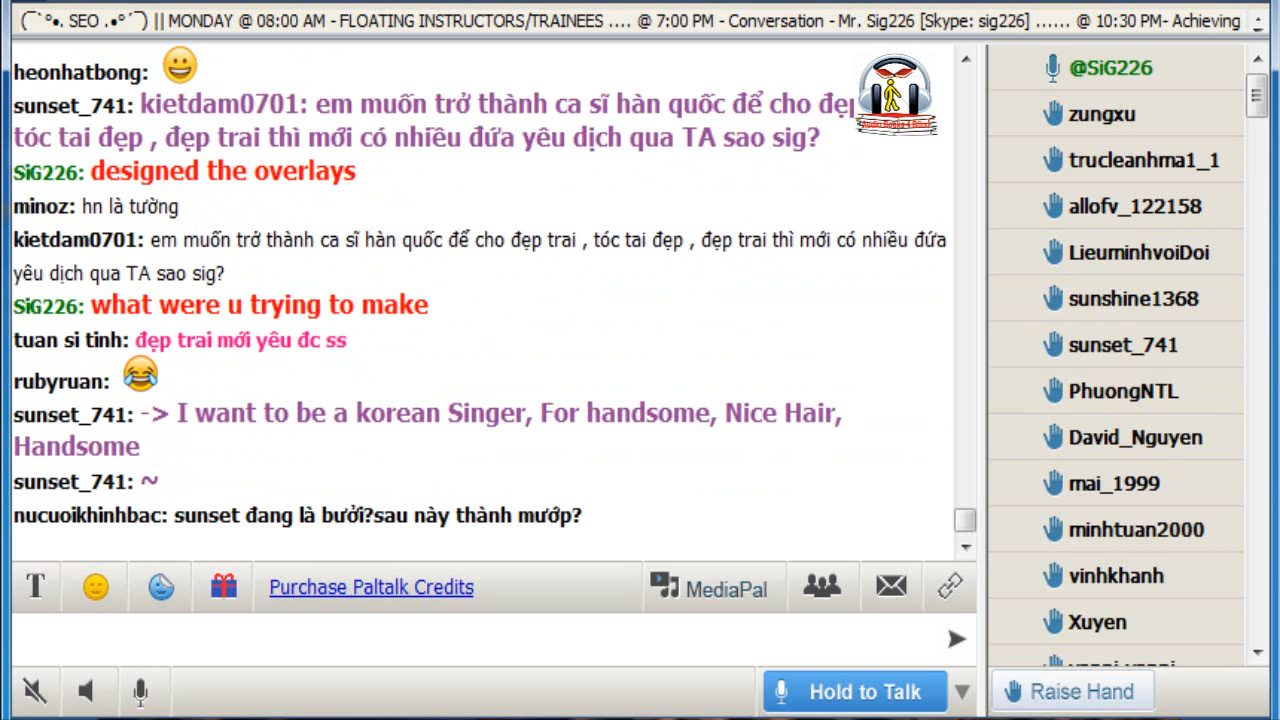 (¯`°•. SEO .•°´¯) || MONDAY @ 08:00 AM - FLOATING INSTRUCTORS/TRAINEES .... @ 7:00 PM - Conversation - Mr. Sig226 [Skype: sig226] ...... @ 10:30 PM- Achieving
heonhatbong:
sunset_741: kietdam0701: em muốn trở thành ca sĩ hàn quốc để cho đẹp
tóc tai đẹp , đẹp trai thì mới có nhiều đứa yêu dịch qua TA sao sig?
SiG226: designed the overlays
minoz: hn là tường
kietdam0701: em muốn trở thành ca sĩ hàn quốc để cho đẹp trai , tóc tai đẹp , đẹp trai thì mới có nhiều đứa
yêu dịch qua TA sao sig?
SiG226: what were u trying to make
tuan si tinh: đẹp trai mới yêu đc ss
rubyruan:
sunset_741: -> I want to be a korean Singer, For handsome, Nice Hair,
Handsome
sunset_741: ~
nucuoikhinhbac: sunset đang là bưởi?sau này thành mướp?
T
Purchase Paltalk Credits
MediaPal
Hold to Talk
@SiG226
zungxu
trucleanhma1_1
allofv_122158
LieuminhvoiDoi
sunshine1368
sunset_741
PhuongNTL
David_Nguyen
mai_1999
minhtuan2000
vinhkhanh
Xuyen
Raise Hand